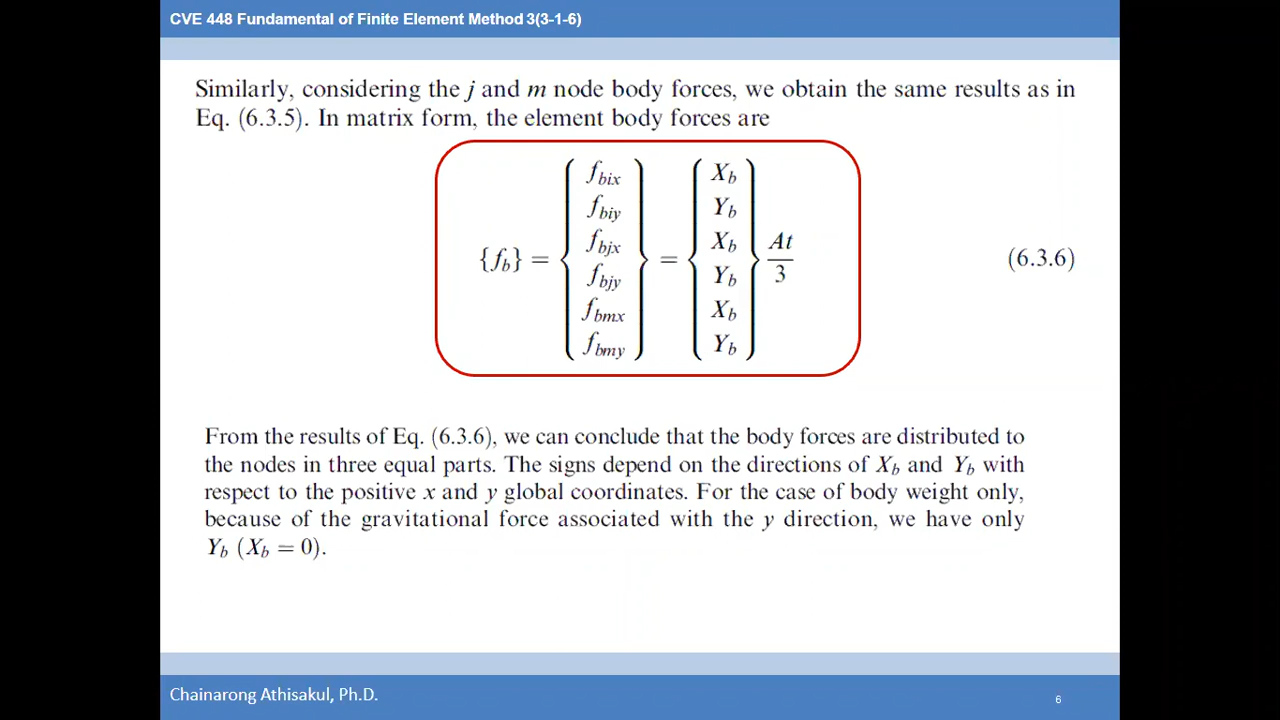 CVE 448 Fundamental of Finite Element Method 3(3-1-6)
Similarly, considering the j and m node body forces, we obtain the same results as in
Eq. (6.3.5). In matrix form, the element body forces are
{f_b} = { f_bix f_biy f_bjx f_bjy f_bmx f_bmy } = { X_b Y_b X_b Y_b X_b Y_b } At/3 (6.3.6)
From the results of Eq. (6.3.6), we can conclude that the body forces are distributed to
the nodes in three equal parts. The signs depend on the directions of X_b and Y_b with
respect to the positive x and y global coordinates. For the case of body weight only,
because of the gravitational force associated with the y direction, we have only
Y_b (X_b = 0).
Chainarong Athisakul, Ph.D.
6